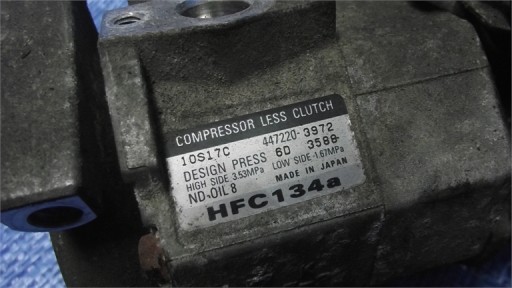 COMPRESSOR LESS CLUTCH
10S17C 447220-3972
DESIGN PRESS 6D 3588
HIGH SIDE 3.53MPa LOW SIDE 1.67MPa
ND-OIL 8 MADE IN JAPAN
HFC134a